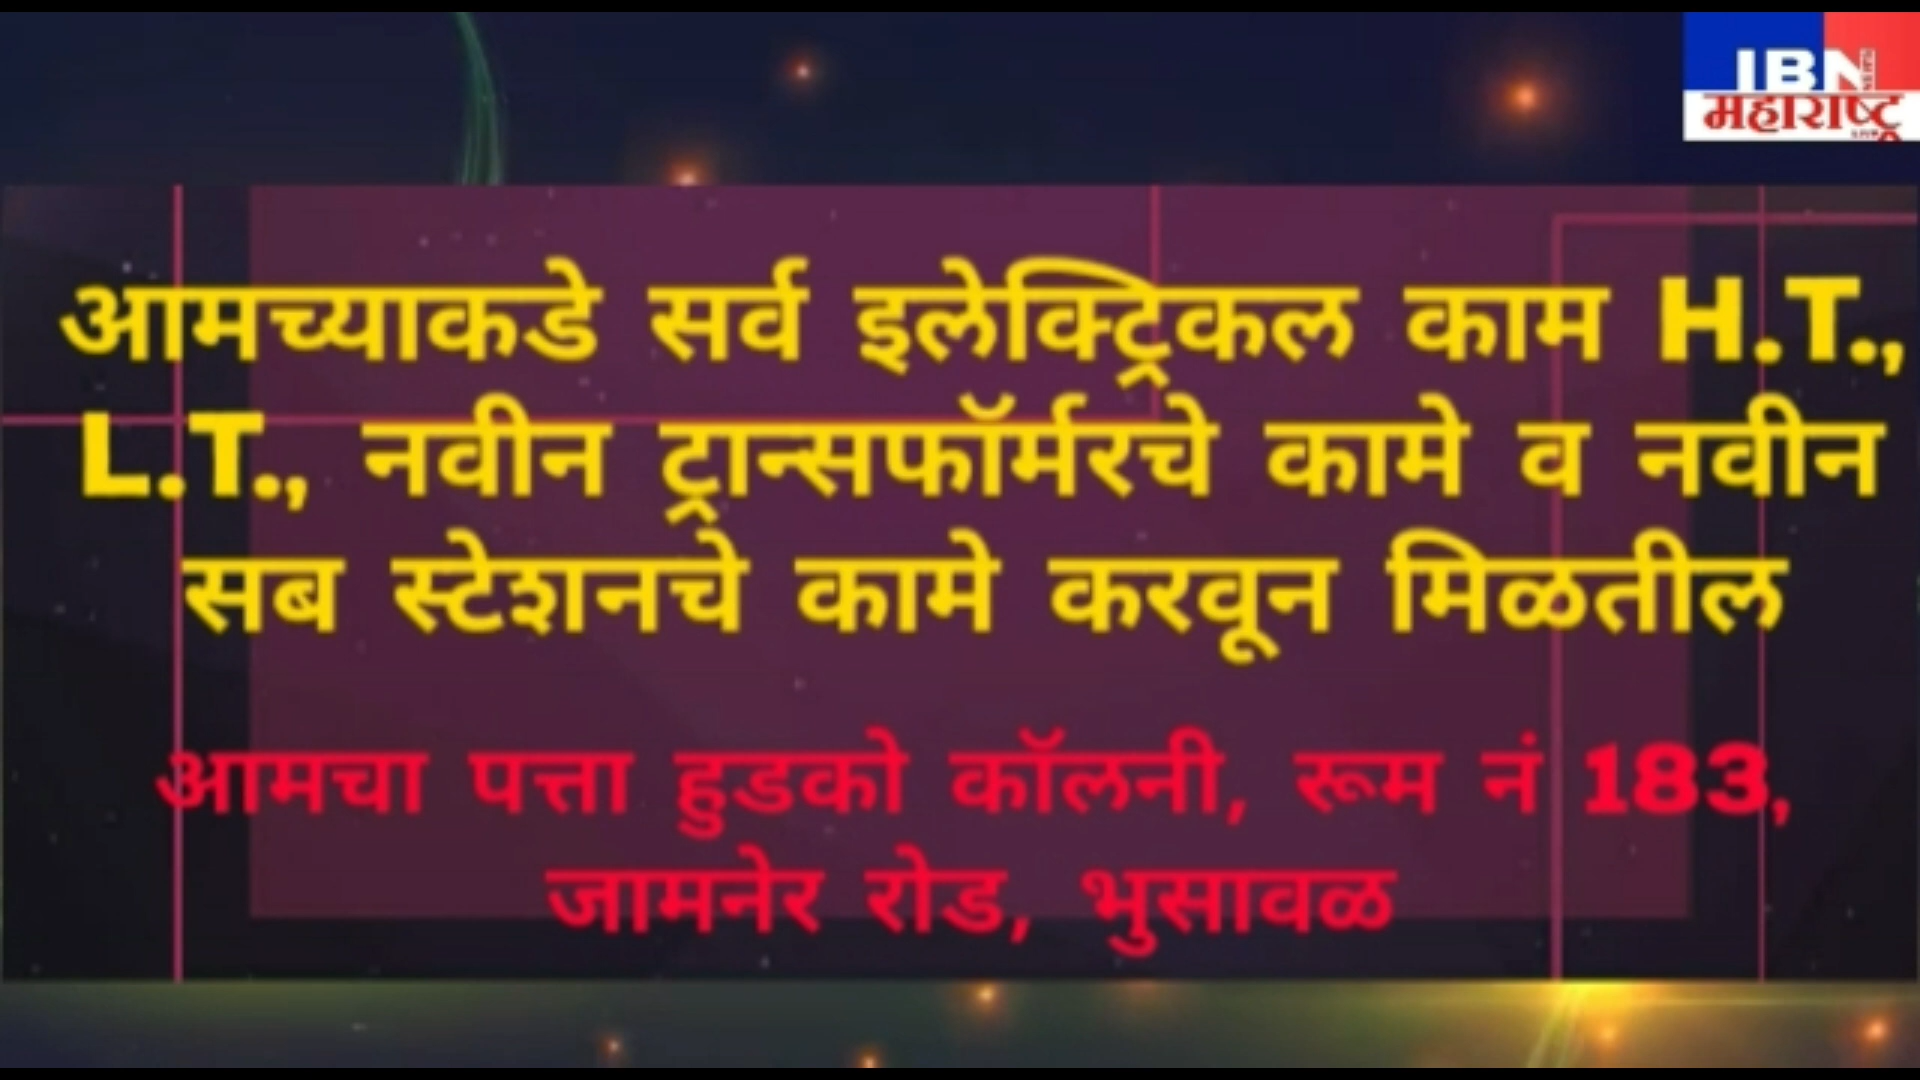 IBN
महाराष्ट्र
आमच्याकडे सर्व इलेक्ट्रिकल काम H.T.,
L.T., नवीन ट्रान्सफॉर्मरचे कामे व नवीन
सब स्टेशनचे कामे करवून मिळतील
आमचा पत्ता हुडको कॉलनी, रूम नं 183,
जामनेर रोड, भुसावळ